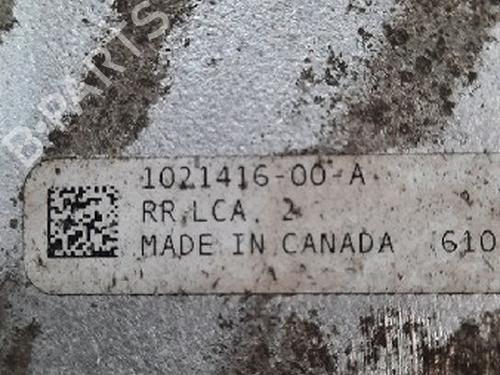 B-PARTS
1021416-00-A
RR LCA. 2
MADE IN CANADA 610